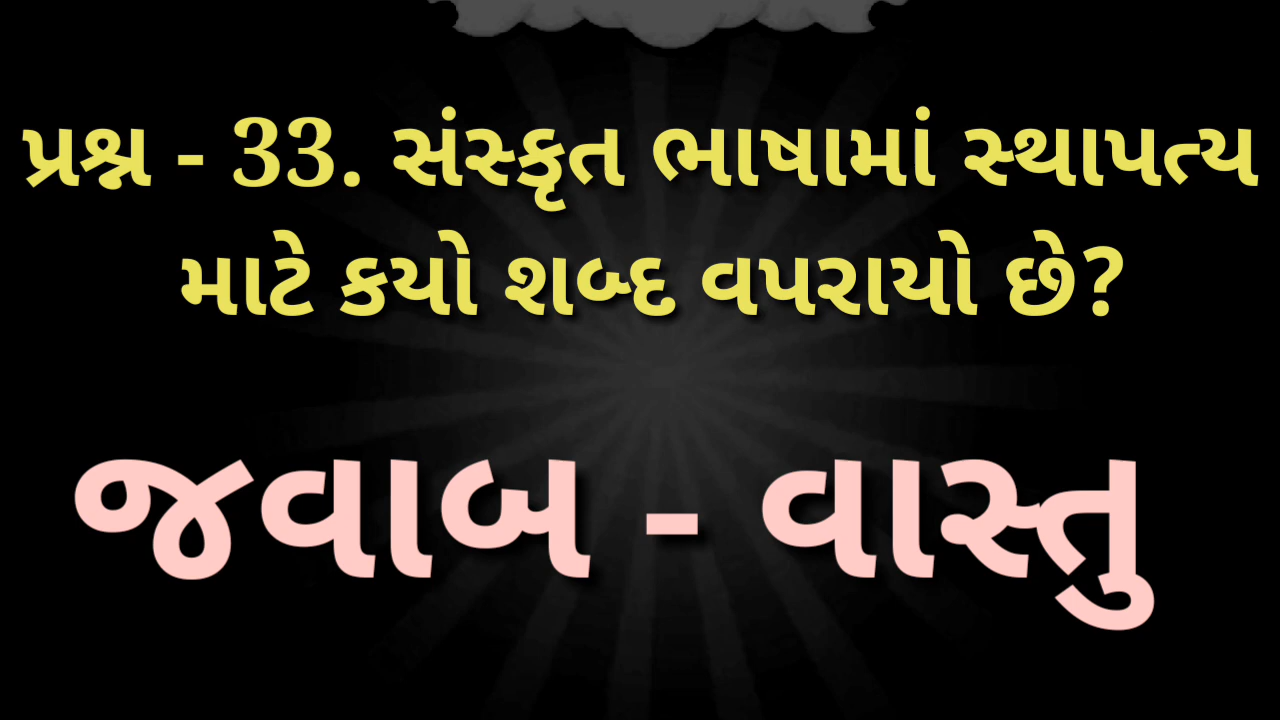 પ્રશ્ન - 33. સંસ્કૃત ભાષામાં સ્થાપત્ય
માટે કયો શબ્દ વપરાયો છે?
જવાબ - વાસ્તુ